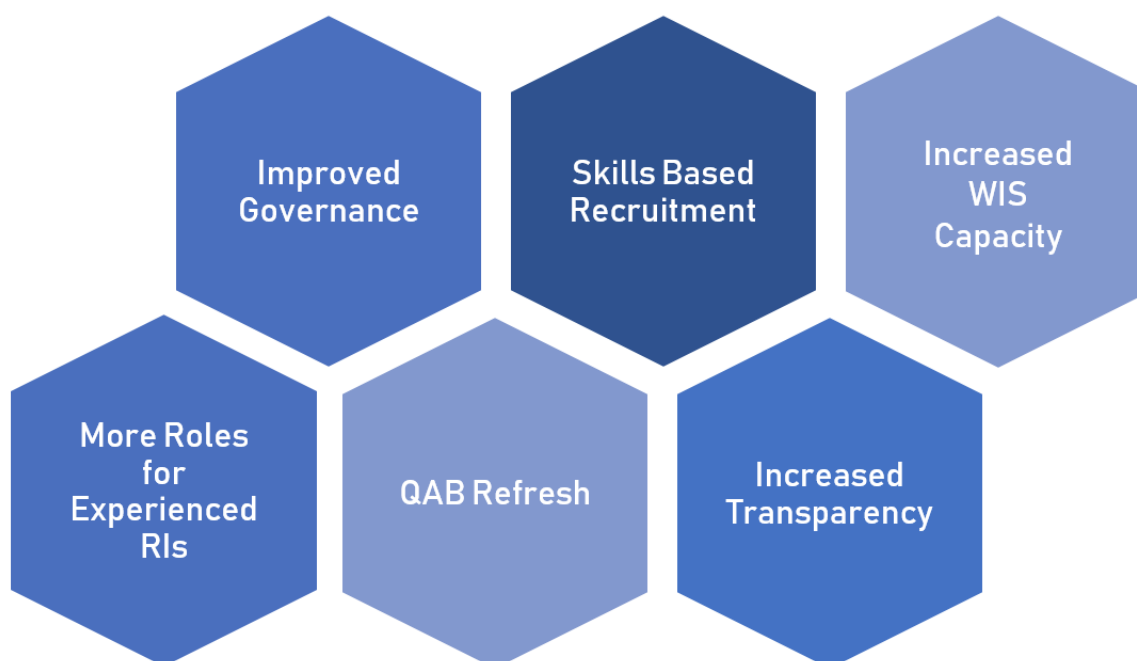 Improved
Governance
Skills Based
Recruitment
Increased
WIS
Capacity
More Roles
for
Experienced
RIs
QAB Refresh
Increased
Transparency